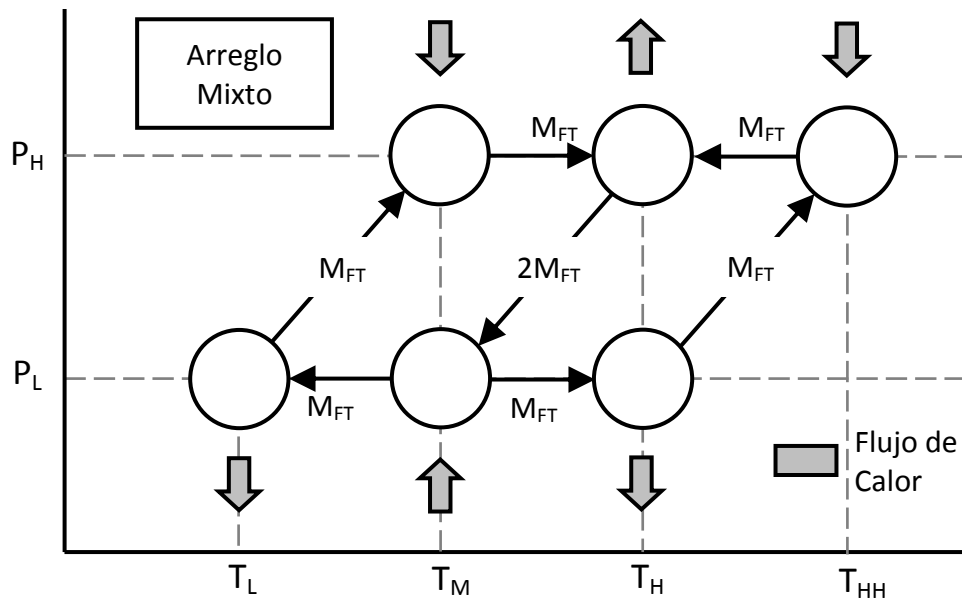 Arreglo
Mixto
P_H
M_FT
M_FT
M_FT
2M_FT
M_FT
P_L
M_FT
M_FT
Flujo de
Calor
T_L
T_M
T_H
T_HH